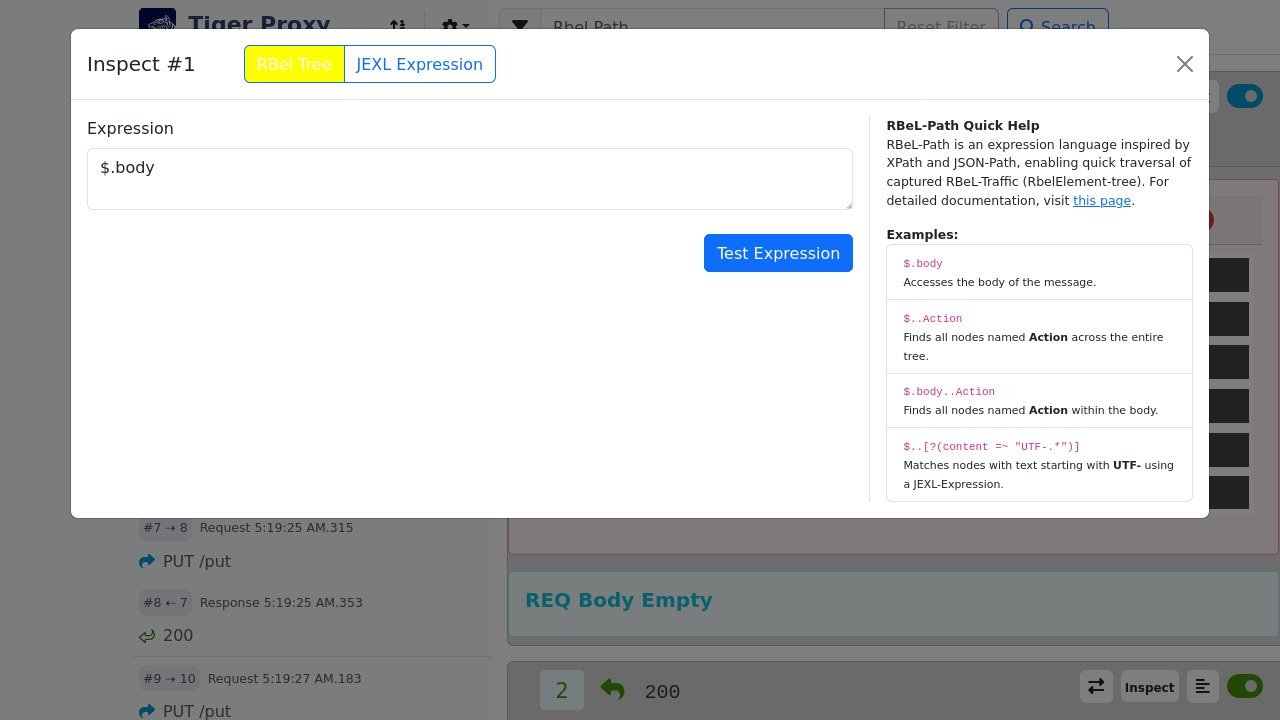 Tiger Proxy
Rbel Path
Reset Filter
Search
Inspect #1
RBel Tree
JEXL Expression
Expression
$.body
Test Expression
RBeL-Path Quick Help
RBeL-Path is an expression language inspired by
XPath and JSON-Path, enabling quick traversal of
captured RBeL-Traffic (RbelElement-tree). For
detailed documentation, visit this page.
Examples:
$.body
Accesses the body of the message.
$..Action
Finds all nodes named Action across the entire
tree.
$.body..Action
Finds all nodes named Action within the body.
$..[?(content =~ "UTF-.*")]
Matches nodes with text starting with UTF- using
a JEXL-Expression.
#7 ⇢ 8 Request 5:19:25 AM.315
PUT /put
#8 ⇠ 7 Response 5:19:25 AM.353
200
#9 ⇢ 10 Request 5:19:27 AM.183
PUT /put
REQ Body Empty
2
200
Inspect